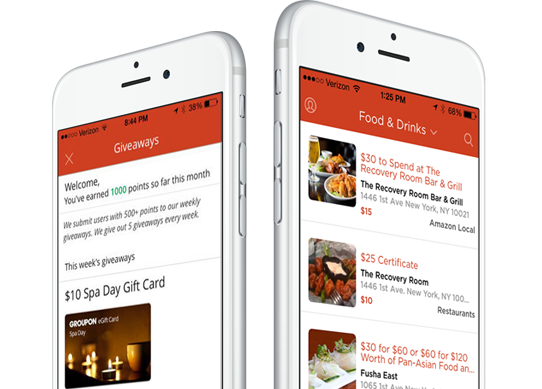 Verizon
8:44 PM
38%
Giveaways
Welcome,
You've earned 1000 points so far this month
We submit users with 500+ points to our weekly
giveaways. We give out 5 giveaways every week.
This week's giveaways
$10 Spa Day Gift Card
GROUPON eGift Card
Spa Day
Verizon
1:25 PM
68%
Food & Drinks
$30 to Spend at The
Recovery Room Bar & Grill
The Recovery Room Bar & Grill
1446 1st Ave New York, NY 10021
$15
Amazon Local
$25 Certificate
The Recovery Room
1446 1st Ave. New York, NY 100...
$10
Restaurants
$30 for $60 or $60 for $120
Worth of Pan-Asian Food an...
Fusha East
1065 1st Ave New York, NY